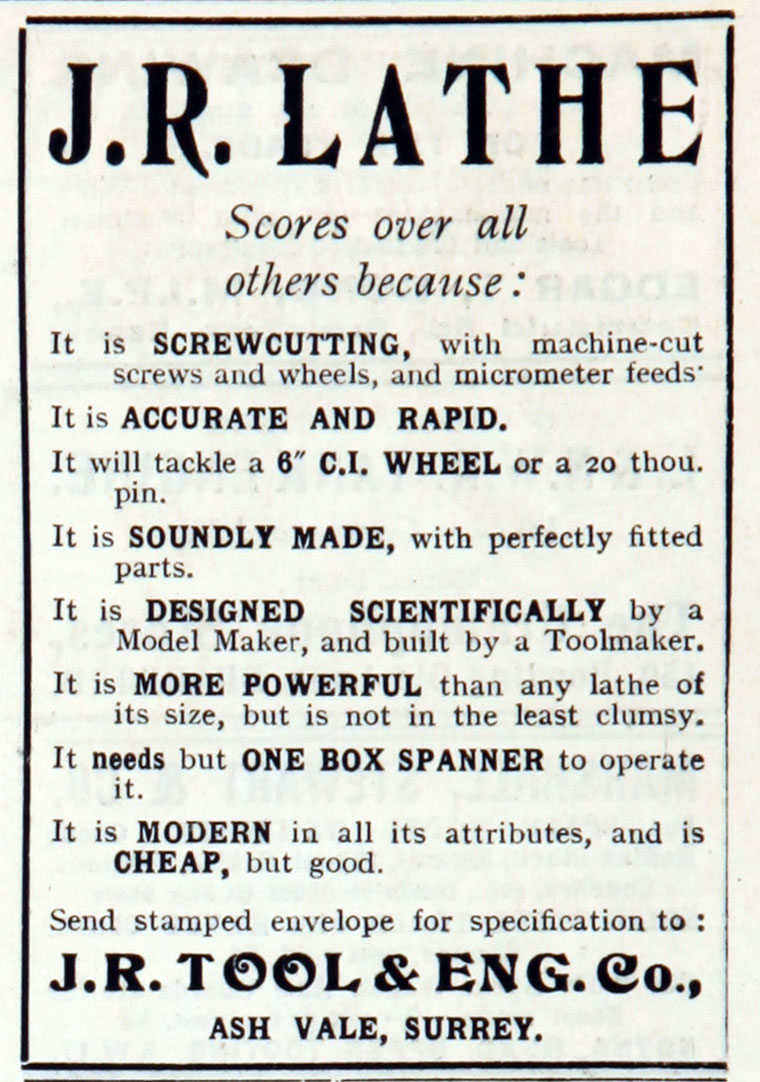 J.R. LATHE
Scores over all
others because:
It is SCREWCUTTING, with machine-cut
screws and wheels, and micrometer feeds·
It is ACCURATE AND RAPID.
It will tackle a 6″ C.I. WHEEL or a 20 thou.
pin.
It is SOUNDLY MADE, with perfectly fitted
parts.
It is DESIGNED SCIENTIFICALLY by a
Model Maker, and built by a Toolmaker.
It is MORE POWERFUL than any lathe of
its size, but is not in the least clumsy.
It needs but ONE BOX SPANNER to operate
it.
It is MODERN in all its attributes, and is
CHEAP, but good.
Send stamped envelope for specification to:
J.R. TOOL & ENG. Co.,
ASH VALE, SURREY.